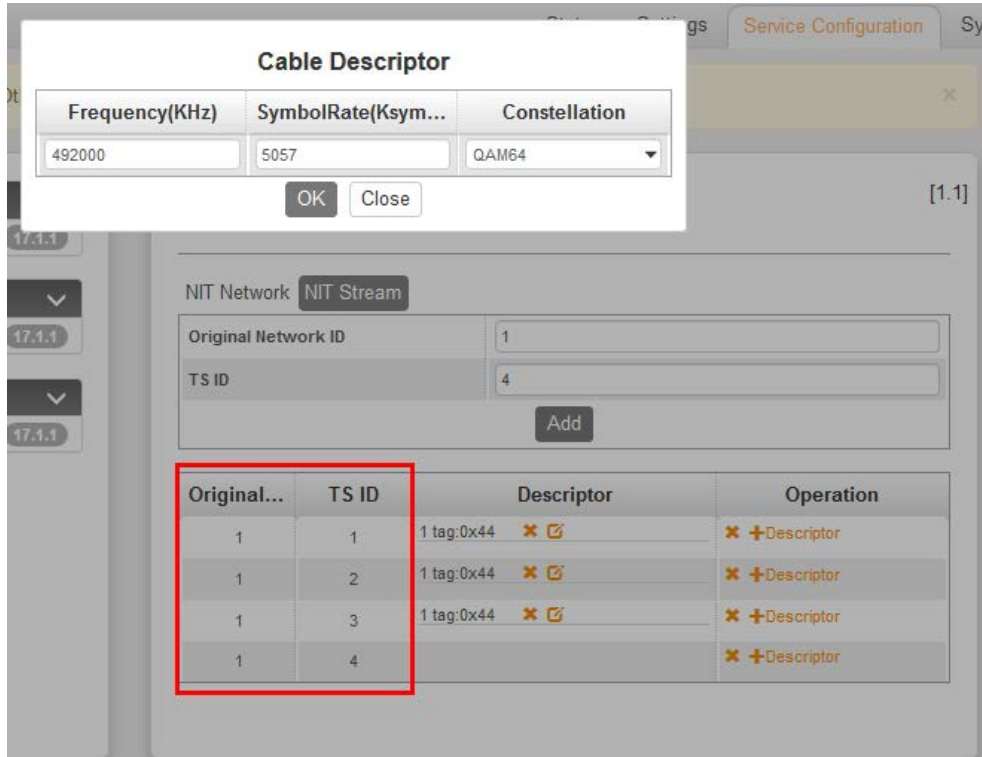 gs Service Configuration Sy
Cable Descriptor
Frequency(KHz) SymbolRate(Ksym... Constellation
492000 5057 QAM64
OK Close
[1.1]
17.1.1
17.1.1
17.1.1
NIT Network NIT Stream
Original Network ID 1
TS ID 4
Add
Original... TS ID Descriptor Operation
1 1 1 tag:0x44 Descriptor
1 2 1 tag:0x44 Descriptor
1 3 1 tag:0x44 Descriptor
1 4 Descriptor